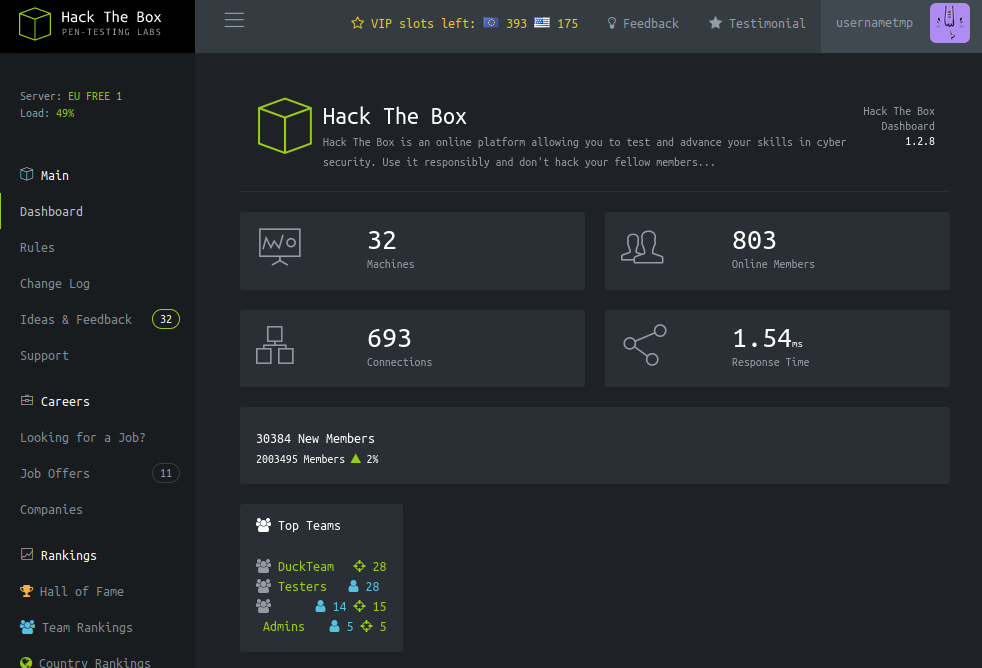 Hack The Box
PEN-TESTING LABS
VIP slots left: 393 175
Feedback
Testimonial
usernametmp
Server: EU FREE 1
Load: 49%
Main
Dashboard
Rules
Change Log
Ideas & Feedback 32
Support
Careers
Looking for a Job?
Job Offers 11
Companies
Rankings
Hall of Fame
Team Rankings
Country Rankings
Hack The Box
Hack The Box is an online platform allowing you to test and advance your skills in cyber
security. Use it responsibly and don't hack your fellow members...
Hack The Box
Dashboard
1.2.8
32
Machines
803
Online Members
693
Connections
1.54ms
Response Time
30384 New Members
2003495 Members 2%
Top Teams
DuckTeam 28
Testers 28
14 15
Admins 5 5